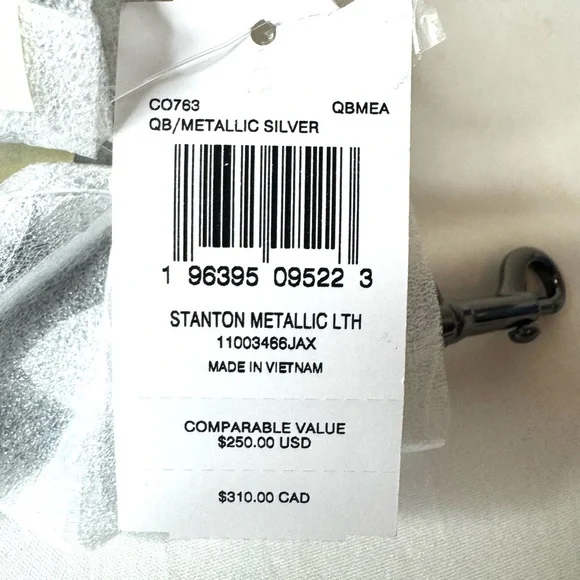 CO763 QBMEA
QB/METALLIC SILVER
1 96395 09522 3
STANTON METALLIC LTH
11003466JAX
MADE IN VIETNAM
COMPARABLE VALUE
$250.00 USD
$310.00 CAD